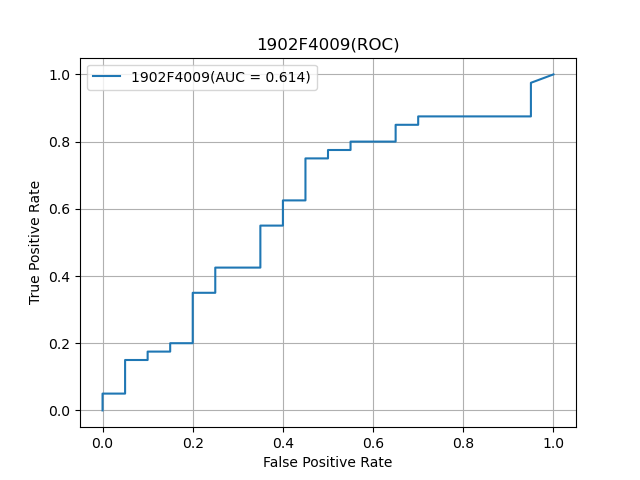 1902F4009(ROC)
1902F4009(AUC = 0.614)
True Positive Rate
1.0
0.8
0.6
0.4
0.2
0.0
0.0 0.2 0.4 0.6 0.8 1.0
False Positive Rate